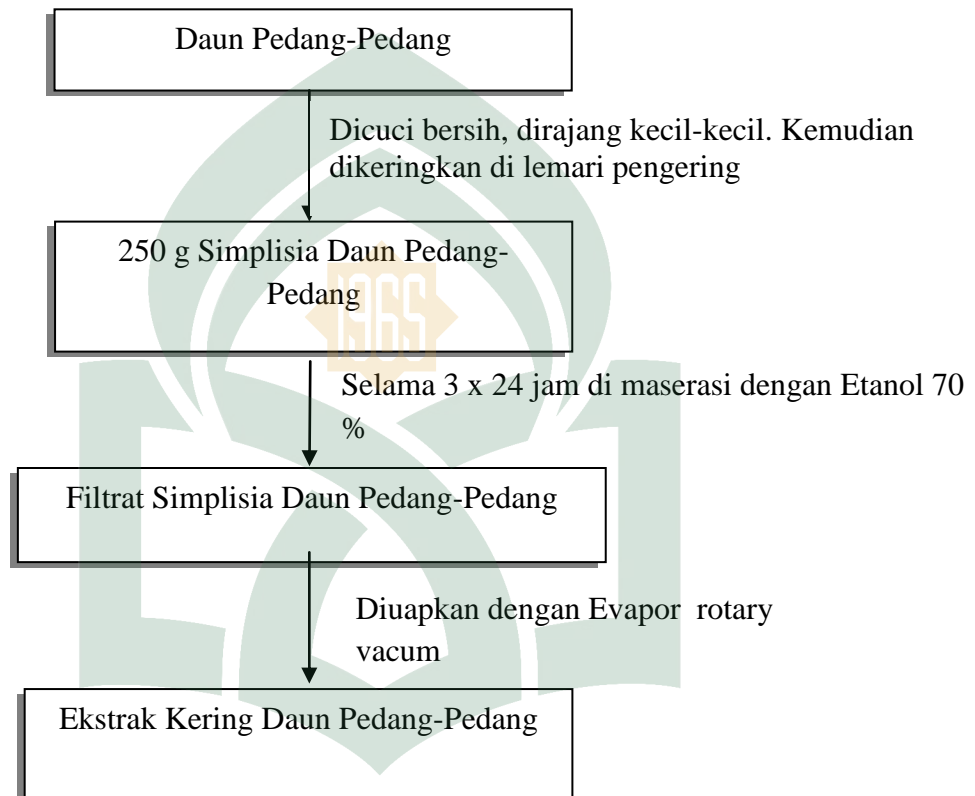 Daun Pedang-Pedang
Dicuci bersih, dirajang kecil-kecil. Kemudian
dikeringkan di lemari pengering
250 g Simplisia Daun Pedang-
Pedang
1965
Selama 3 x 24 jam di maserasi dengan Etanol 70
%
Filtrat Simplisia Daun Pedang-Pedang
Diuapkan dengan Evapor rotary
vacum
Ekstrak Kering Daun Pedang-Pedang